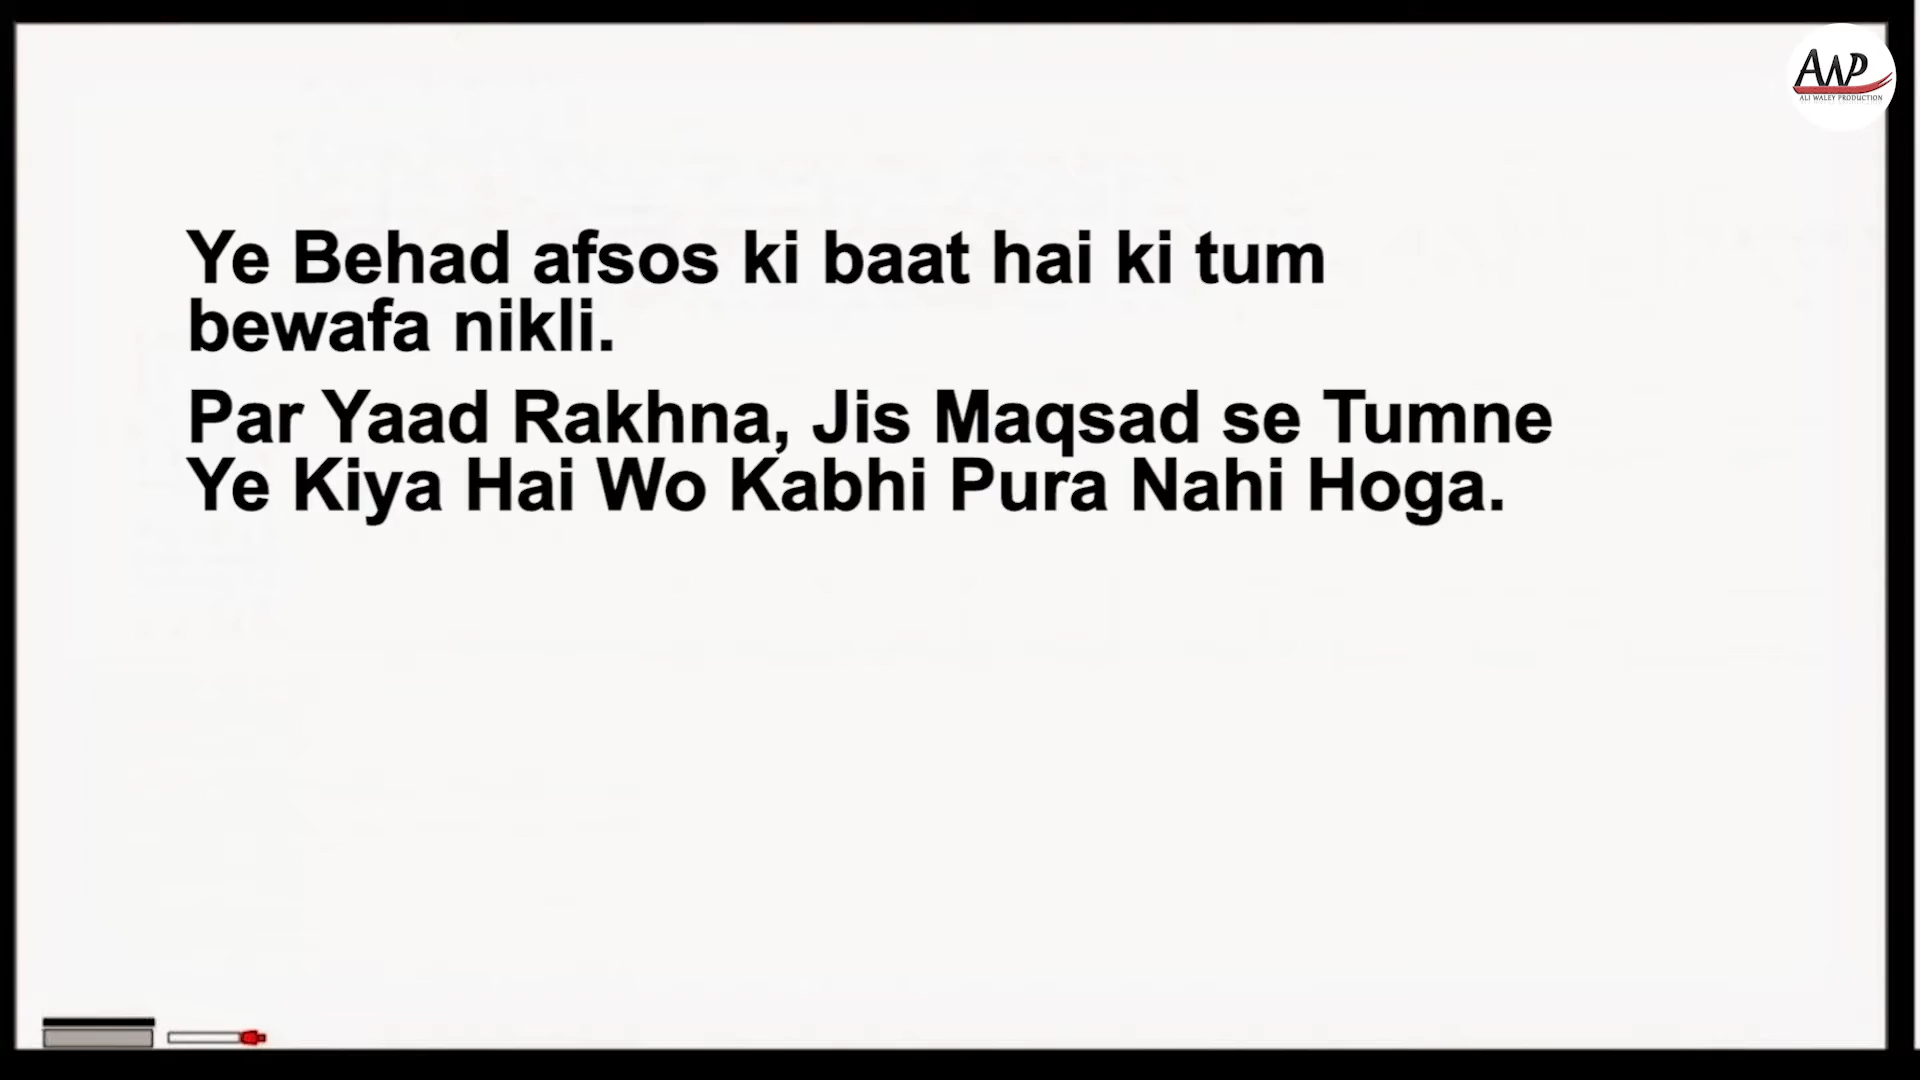 AWP
ALI WALEY PRODUCTION
Ye Behad afsos ki baat hai ki tum
bewafa nikli.
Par Yaad Rakhna, Jis Maqsad se Tumne
Ye Kiya Hai Wo Kabhi Pura Nahi Hoga.